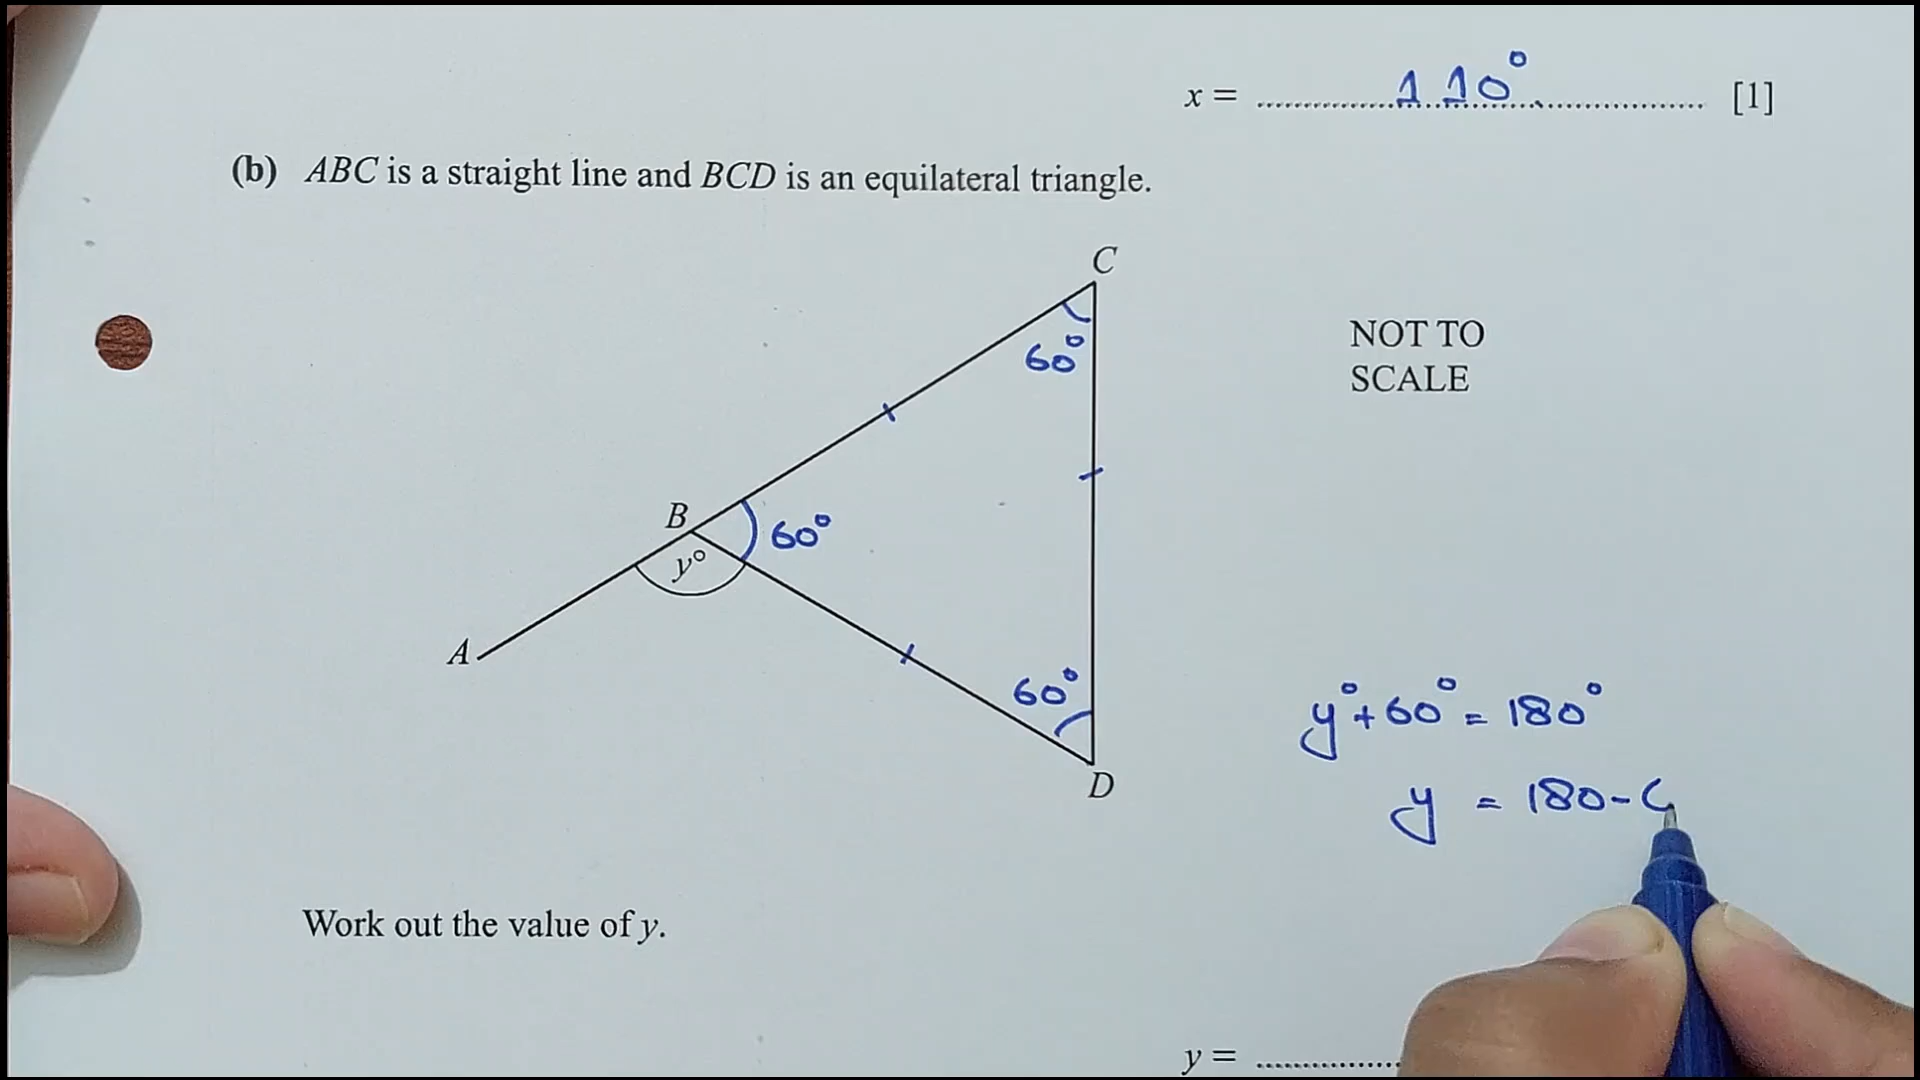 x = 110° [1]
(b) ABC is a straight line and BCD is an equilateral triangle.
C
60°
NOT TO
SCALE
B
60°
y°
A
60°
D
y° + 60° = 180°
y = 180 -
Work out the value of y.
y =